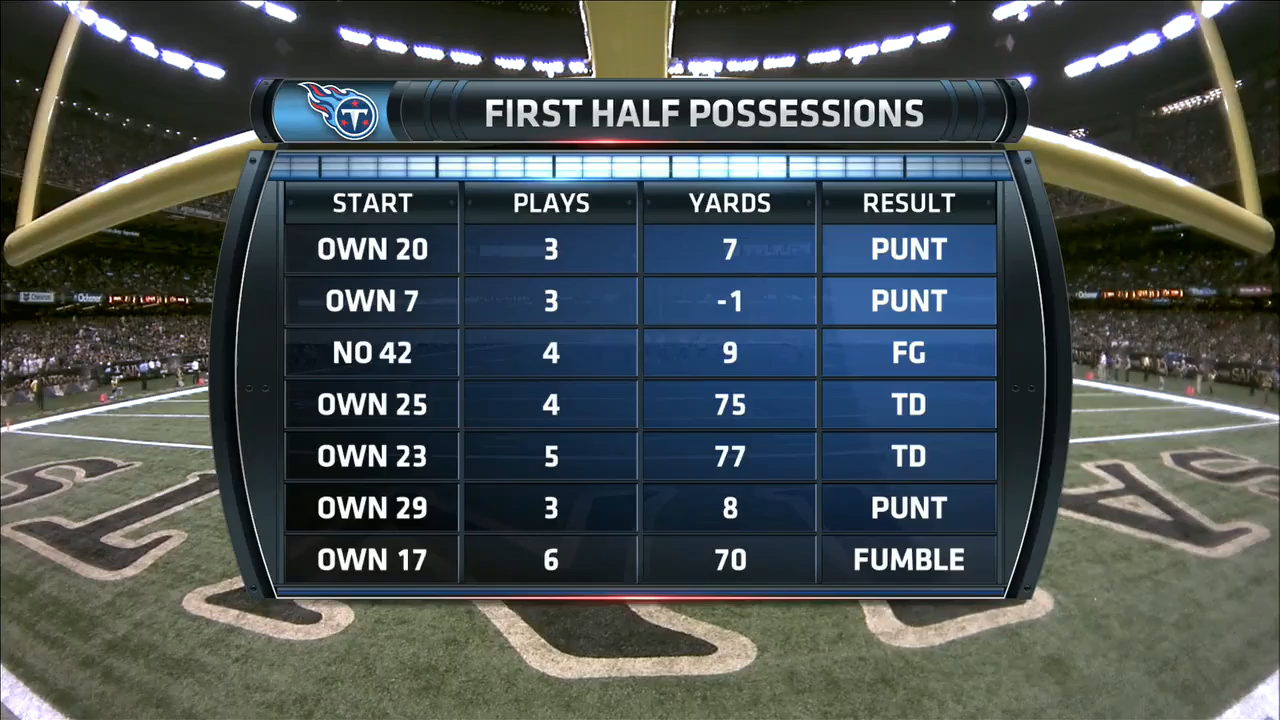 FIRST HALF POSSESSIONS
START PLAYS YARDS RESULT
OWN 20 3 7 PUNT
OWN 7 3 -1 PUNT
NO 42 4 9 FG
OWN 25 4 75 TD
OWN 23 5 77 TD
OWN 29 3 8 PUNT
OWN 17 6 70 FUMBLE
T
Chevron
Ochsner